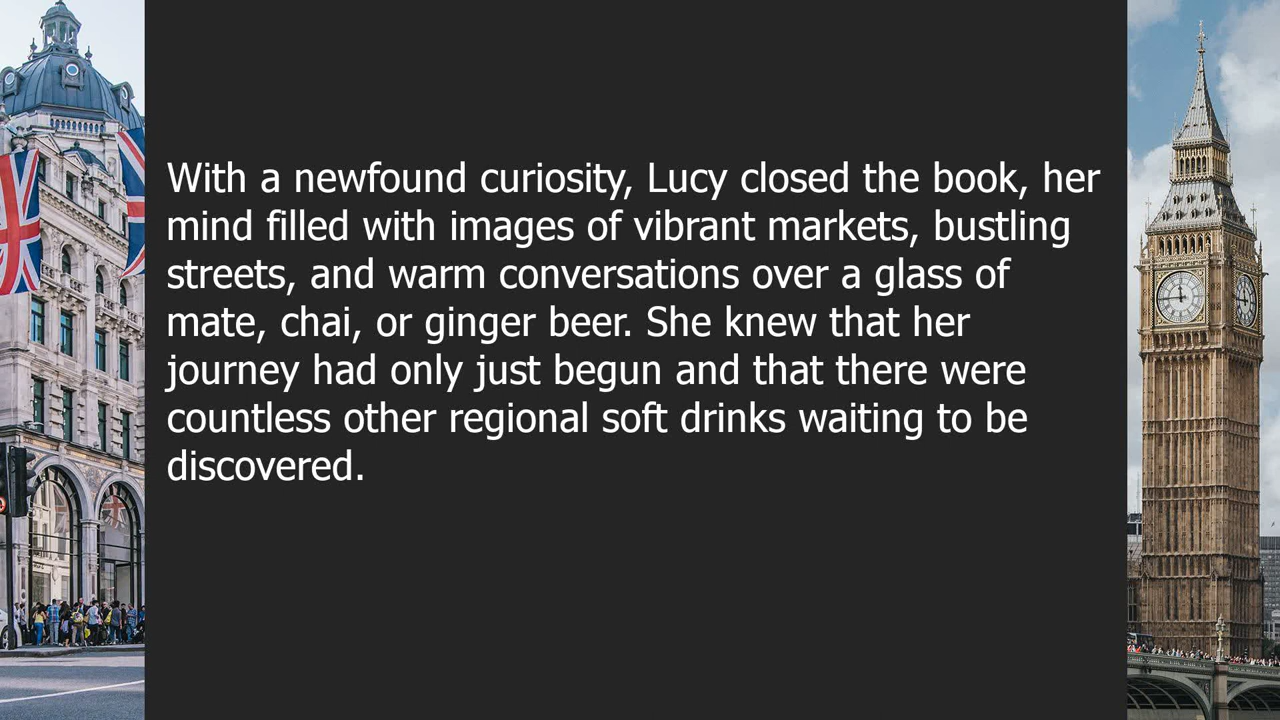 With a newfound curiosity, Lucy closed the book, her
mind filled with images of vibrant markets, bustling
streets, and warm conversations over a glass of
mate, chai, or ginger beer. She knew that her
journey had only just begun and that there were
countless other regional soft drinks waiting to be
discovered.